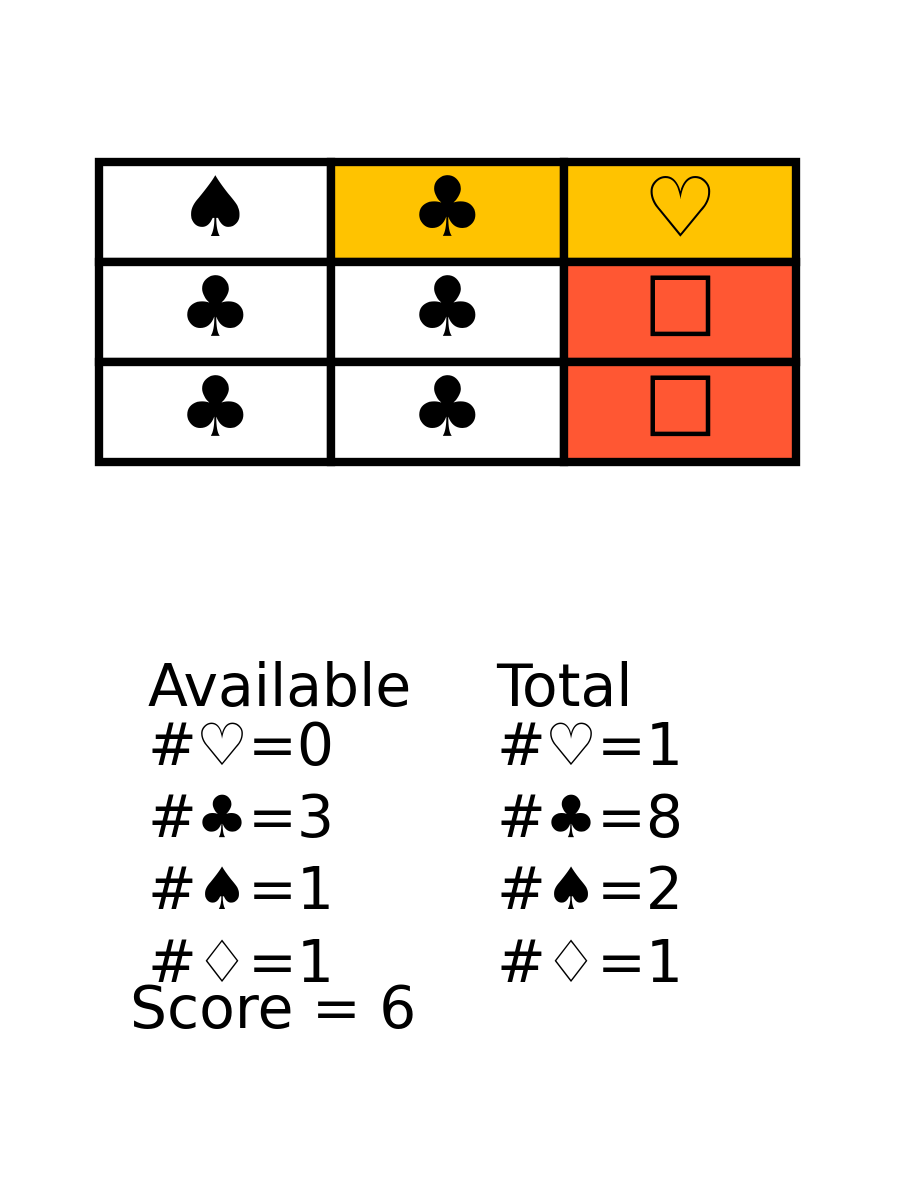 ♠ ♣ ♡
♣ ♣ □
♣ ♣ □
Available Total
#♡=0 #♡=1
#♣=3 #♣=8
#♠=1 #♠=2
#♢=1 #♢=1
Score = 6